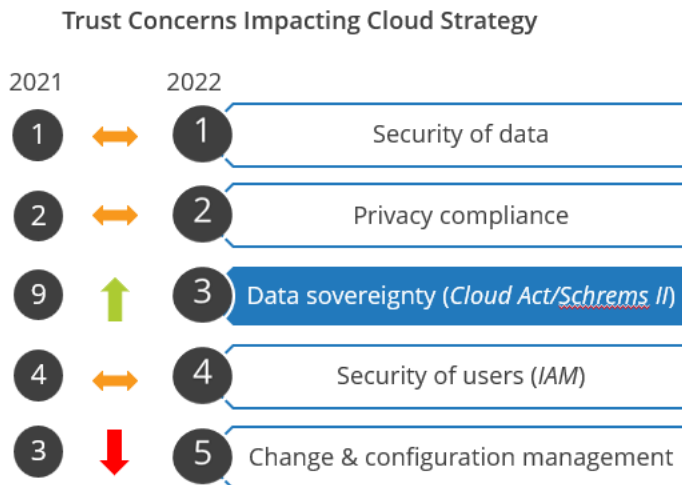 Trust Concerns Impacting Cloud Strategy
2021 2022
1 1 Security of data
2 2 Privacy compliance
9 3 Data sovereignty (Cloud Act/Schrems II)
4 4 Security of users (IAM)
3 5 Change & configuration management